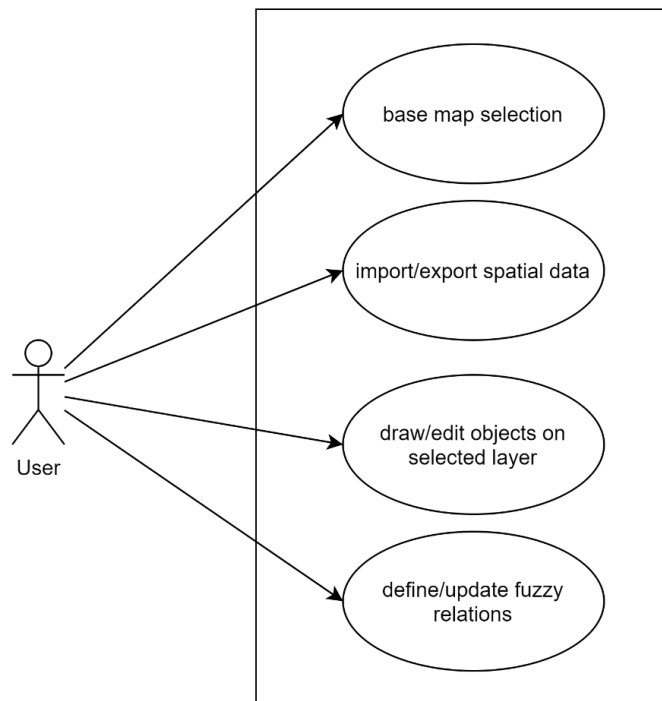 base map selection
import/export spatial data
draw/edit objects on
selected layer
User
define/update fuzzy
relations